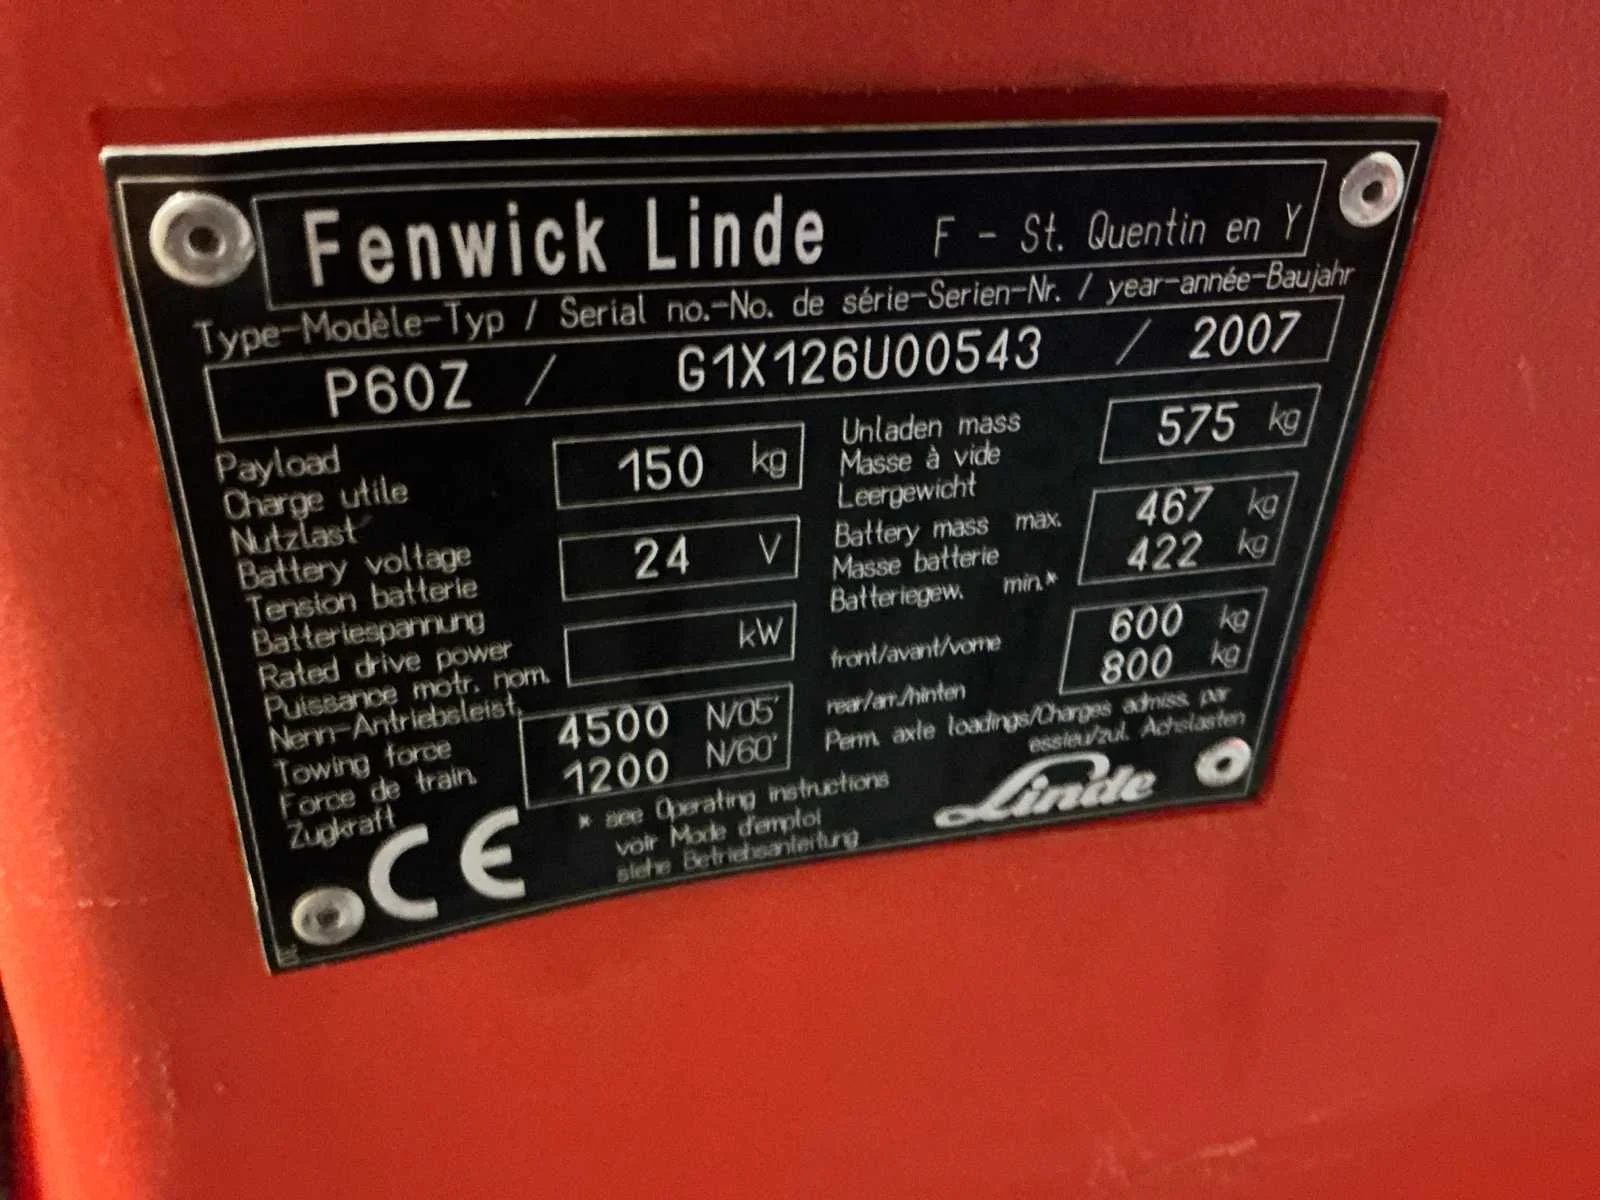 Fenwick Linde F - St. Quentin en Y
Type-Modèle-Typ / Serial no.-No. de série-Serien-Nr. / year-année-Baujahr
P60Z / G1X126U00543 / 2007
Payload
Charge utile
Nutzlast
150 kg
Battery voltage
Tension batterie
Batteriespannung
24 V
Rated drive power
Puissance motr. nom.
Nenn-Antriebsleist.
kW
Towing force
Force de train.
Zugkraft
4500 N/05'
1200 N/60'
Unladen mass
Masse à vide
Leergewicht
575 kg
Battery mass max.
Masse batterie
Batteriegew. min.*
467 kg
422 kg
front/avant/vorne
600 kg
rear/arr./hinten
800 kg
Perm. axle loadings/Charges admiss. par
essieu/zul. Achslasten
CE
* see Operating instructions
voir Mode d'emploi
siehe Betriebsanleitung
Linde